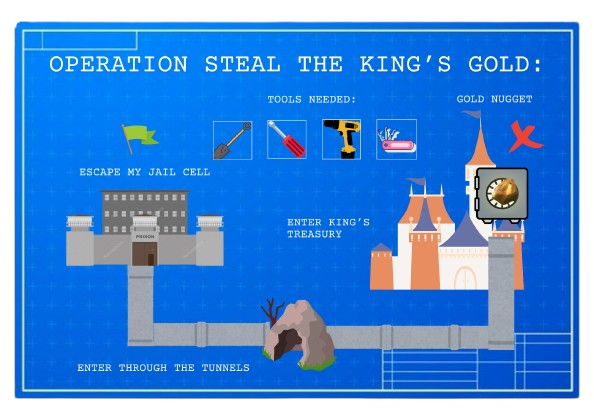 OPERATION STEAL THE KING'S GOLD:
TOOLS NEEDED:
GOLD NUGGET
ESCAPE MY JAIL CELL
PRISON
ENTER KING'S
TREASURY
ENTER THROUGH THE TUNNELS